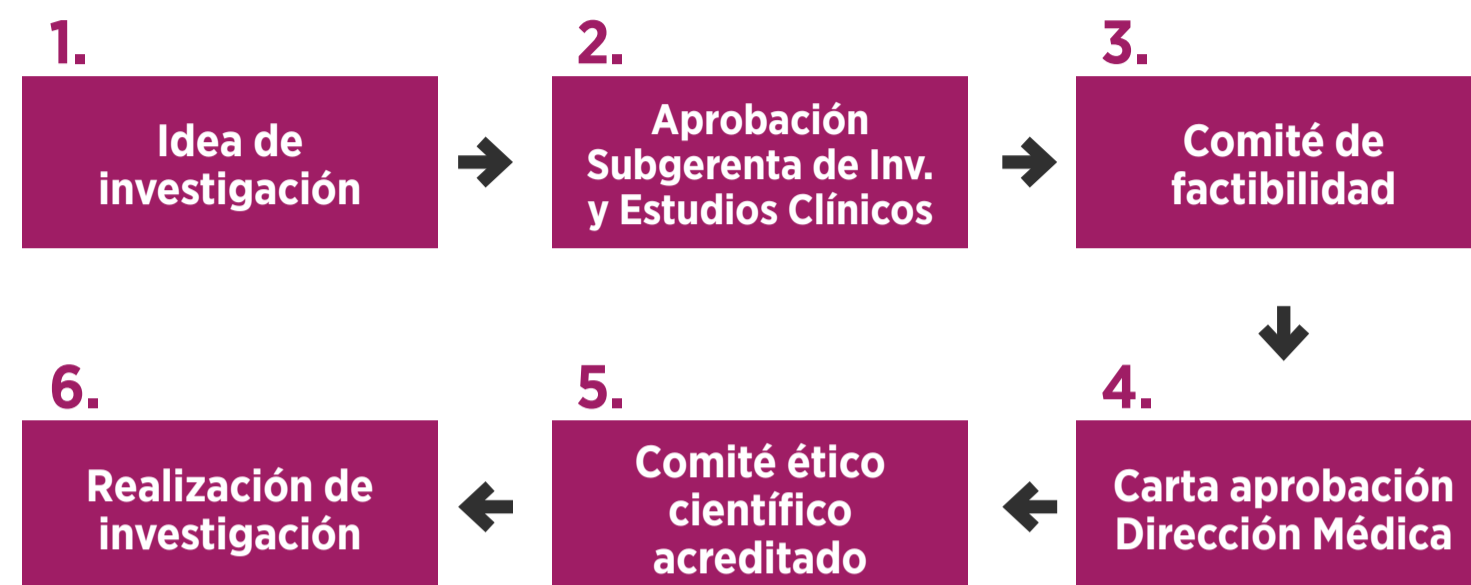 1.
Idea de
investigación
2.
Aprobación
Subgerenta de Inv.
y Estudios Clínicos
3.
Comité de
factibilidad
4.
Carta aprobación
Dirección Médica
5.
Comité ético
científico
acreditado
6.
Realización de
investigación